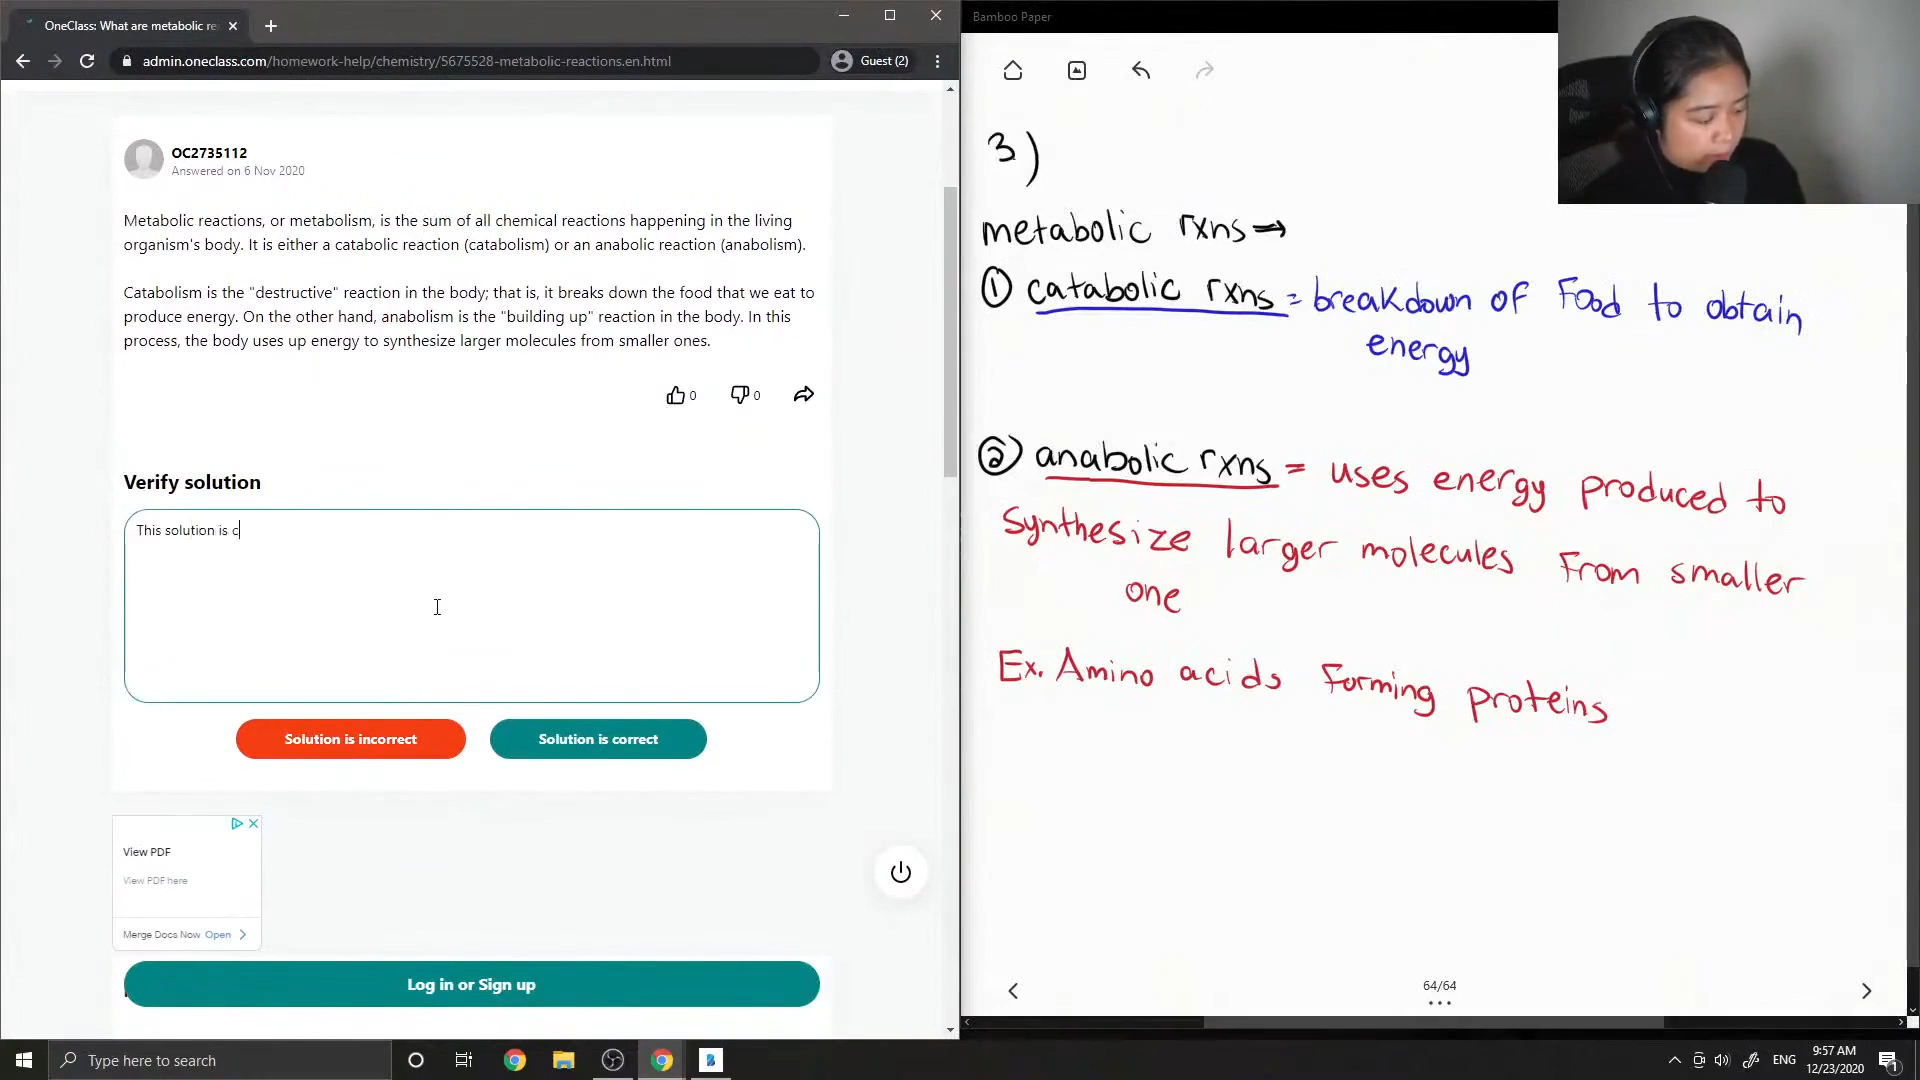 OneClass: What are metabolic re
admin.oneclass.com/homework-help/chemistry/5675528-metabolic-reactions.en.html
Guest (2)
OC2735112
Answered on 6 Nov 2020
Metabolic reactions, or metabolism, is the sum of all chemical reactions happening in the living
organism's body. It is either a catabolic reaction (catabolism) or an anabolic reaction (anabolism).
Catabolism is the "destructive" reaction in the body; that is, it breaks down the food that we eat to
produce energy. On the other hand, anabolism is the "building up" reaction in the body. In this
process, the body uses up energy to synthesize larger molecules from smaller ones.
0
0
Verify solution
This solution is c
Solution is incorrect
Solution is correct
View PDF
View PDF here
Merge Docs Now Open
Log in or Sign up
Bamboo Paper
3)
metabolic rxns →
① catabolic rxns = breakdown of food to obtain
energy
② anabolic rxns = uses energy produced to
synthesize larger molecules from smaller
one
Ex. Amino acids forming proteins
64/64
Type here to search
ENG
9:57 AM
12/23/2020
1